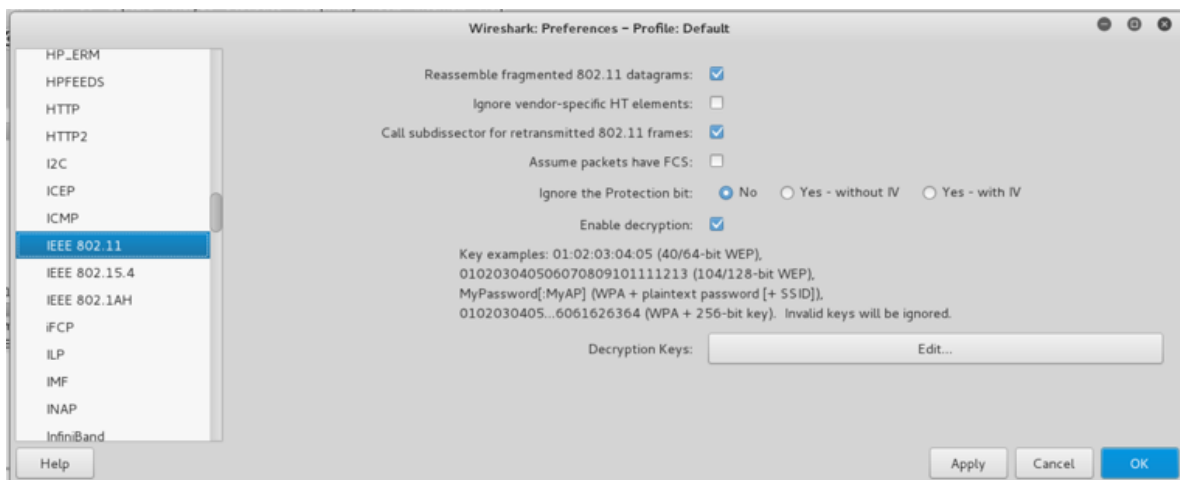 Wireshark: Preferences – Profile: Default
HP_ERM
HPFEEDS
HTTP
HTTP2
I2C
ICEP
ICMP
IEEE 802.11
IEEE 802.15.4
IEEE 802.1AH
iFCP
ILP
IMF
INAP
InfiniBand
Reassemble fragmented 802.11 datagrams:
Ignore vendor-specific HT elements:
Call subdissector for retransmitted 802.11 frames:
Assume packets have FCS:
Ignore the Protection bit: No Yes - without IV Yes - with IV
Enable decryption:
Key examples: 01:02:03:04:05 (40/64-bit WEP),
010203040506070809101111213 (104/128-bit WEP),
MyPassword[:MyAP] (WPA + plaintext password [+ SSID]),
0102030405...6061626364 (WPA + 256-bit key). Invalid keys will be ignored.
Decryption Keys: Edit...
Help Apply Cancel OK